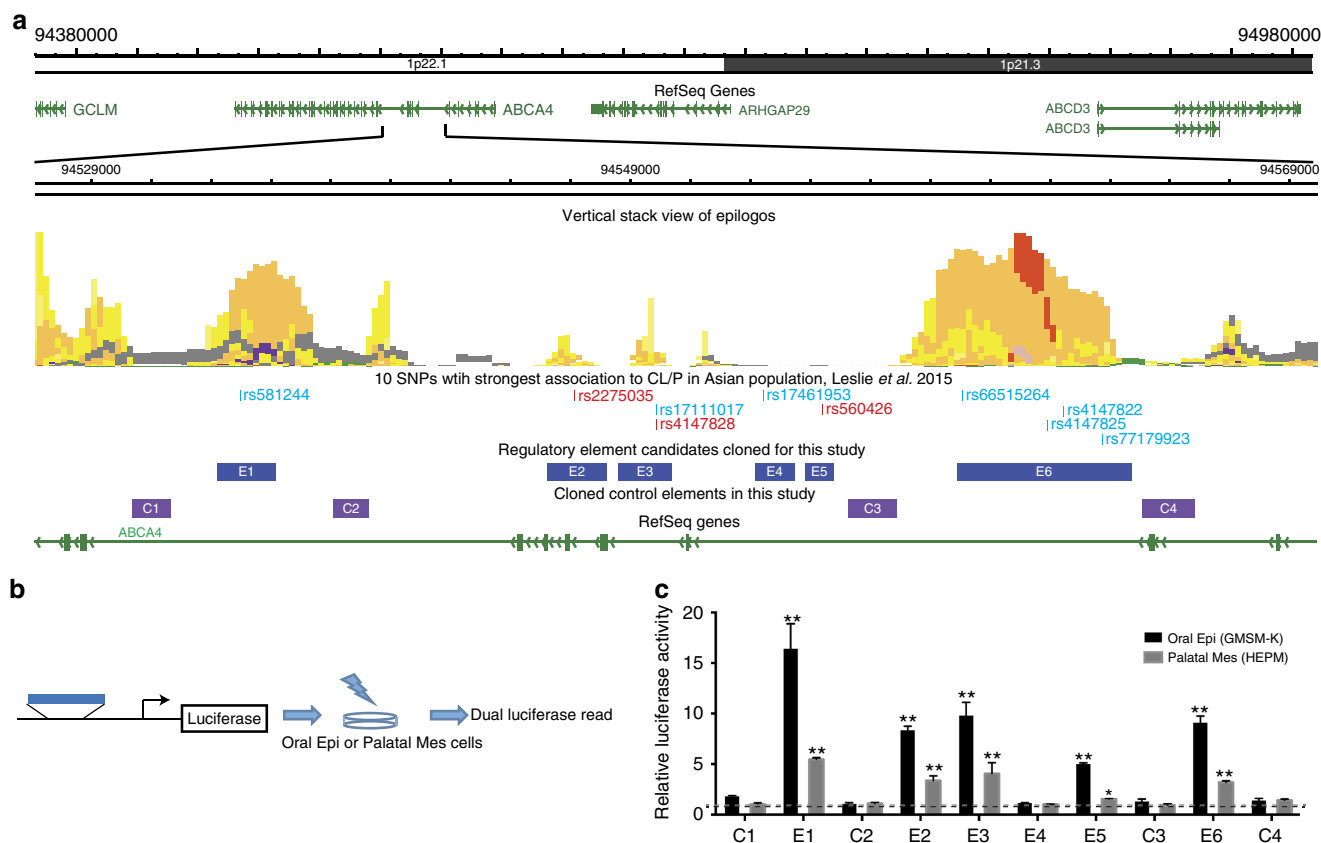 a
94380000 94980000
1p22.1 1p21.3
RefSeq Genes
GCLM ABCA4 ARHGAP29 ABCD3
ABCD3
94529000 94549000 94569000
Vertical stack view of epilogos
10 SNPs wtih strongest association to CL/P in Asian population, Leslie et al. 2015
rs581244 rs2275035 rs17461953 rs66515264
rs17111017 rs560426 rs4147822
rs4147828 rs4147825
rs77179923
Regulatory element candidates cloned for this study
E1 E2 E3 E4 E5 E6
Cloned control elements in this study
C1 C2 C3 C4
RefSeq genes
ABCA4
b
Luciferase
Dual luciferase read
Oral Epi or Palatal Mes cells
c
Relative luciferase activity
20
15
10
5
0
** ** ** ** ** ** ** * ** **
Oral Epi (GMSM-K)
Palatal Mes (HEPM)
C1 E1 C2 E2 E3 E4 E5 C3 E6 C4